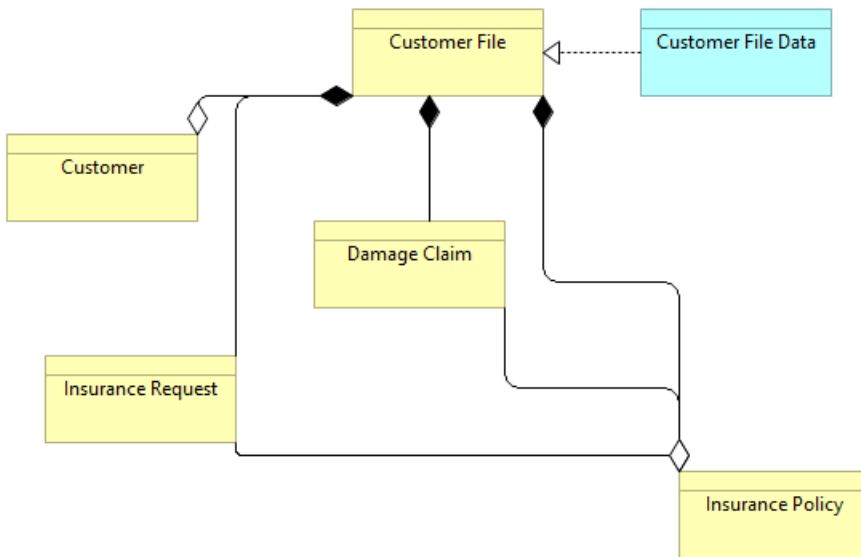 Customer File
Customer File Data
Customer
Damage Claim
Insurance Request
Insurance Policy